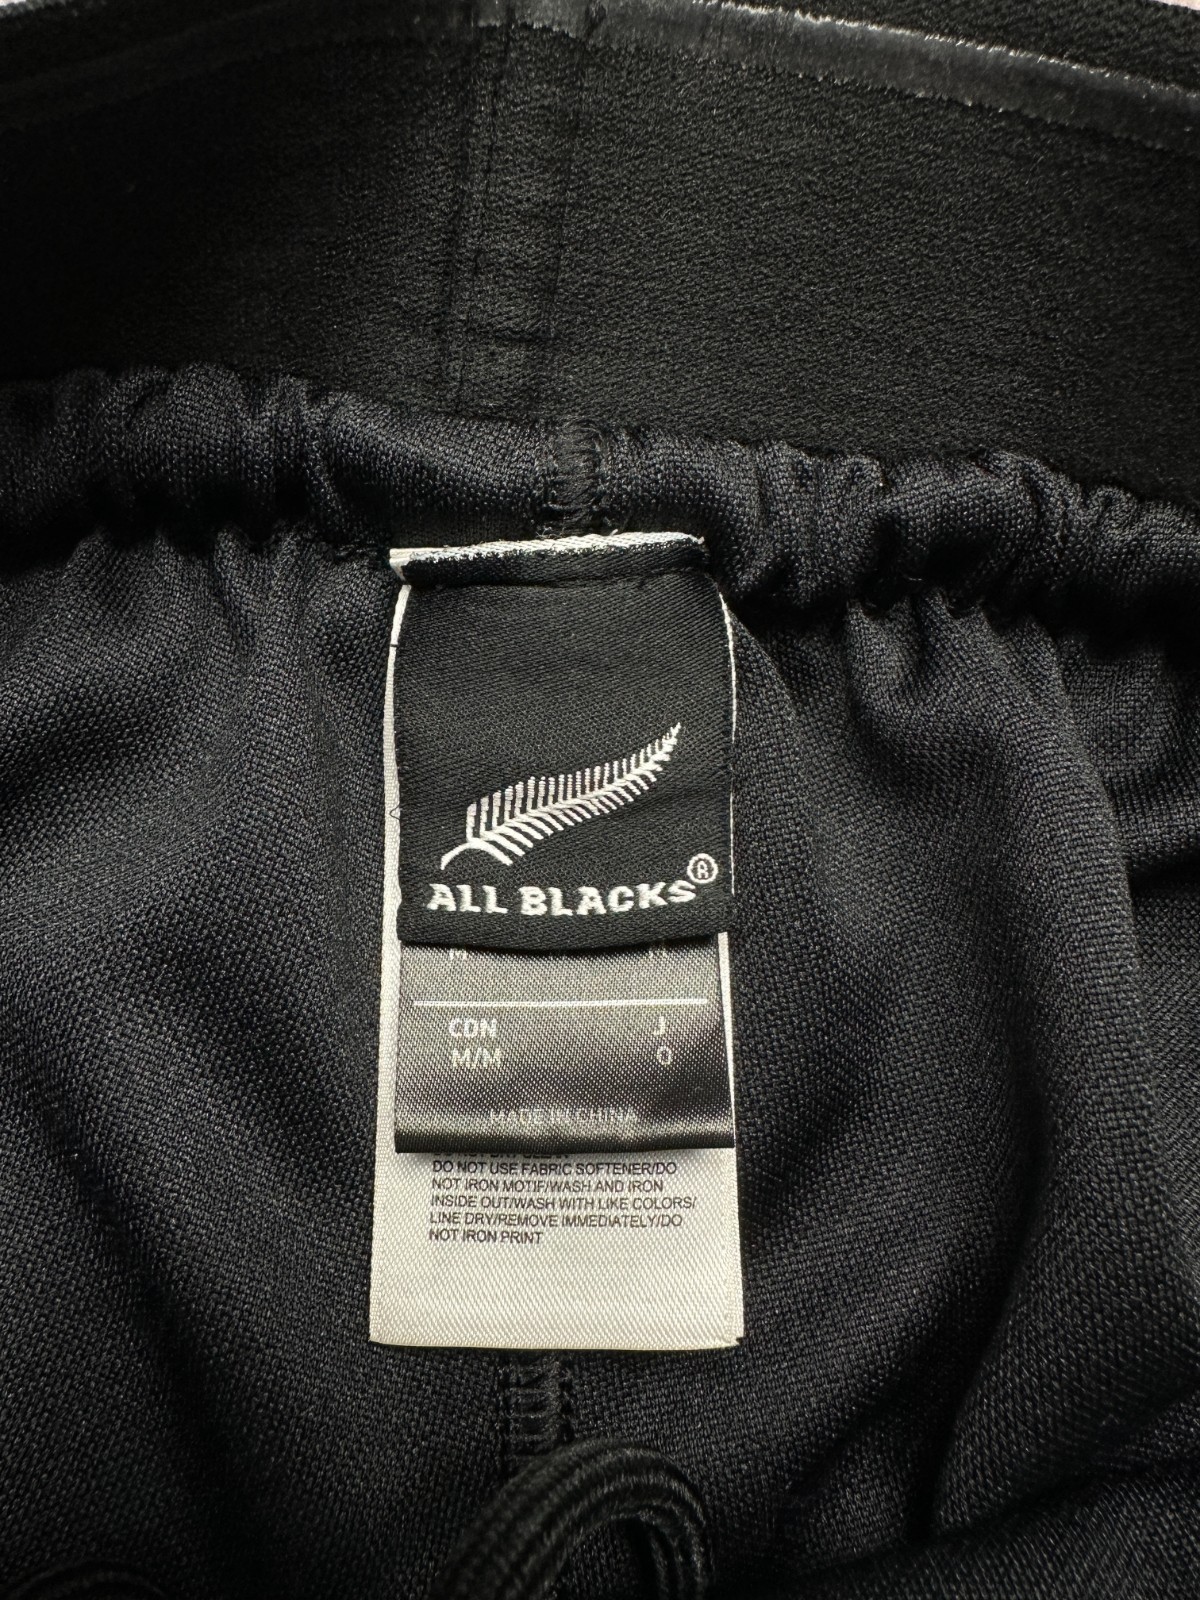 ALL BLACKS®
M
CDN J
M/M O
MADE IN CHINA
DO NOT USE FABRIC SOFTENER/DO
NOT IRON MOTIF/WASH AND IRON
INSIDE OUT/WASH WITH LIKE COLORS/
LINE DRY/REMOVE IMMEDIATELY/DO
NOT IRON PRINT